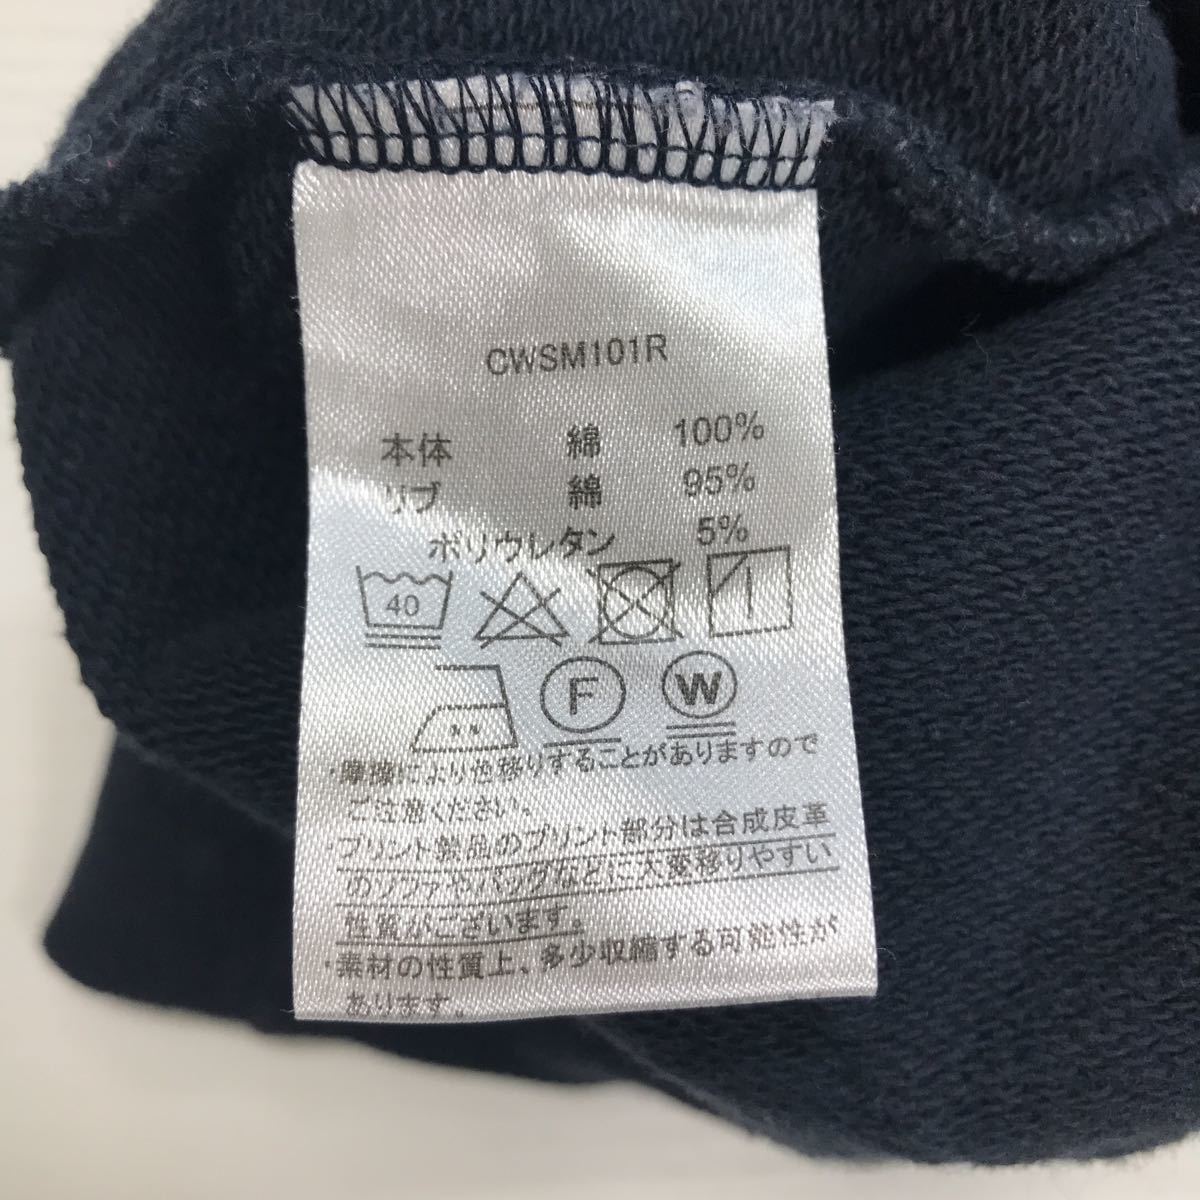 CWSM101R
本体 綿 100%
リブ 綿 95%
ポリウレタン 5%
40
F W
・摩擦により色移りすることがありますので
ご注意ください。
・プリント製品のプリント部分は合成皮革
のソファやバッグなどに大変移りやすい
性質がございます。
・素材の性質上、多少収縮する可能性が
あります。